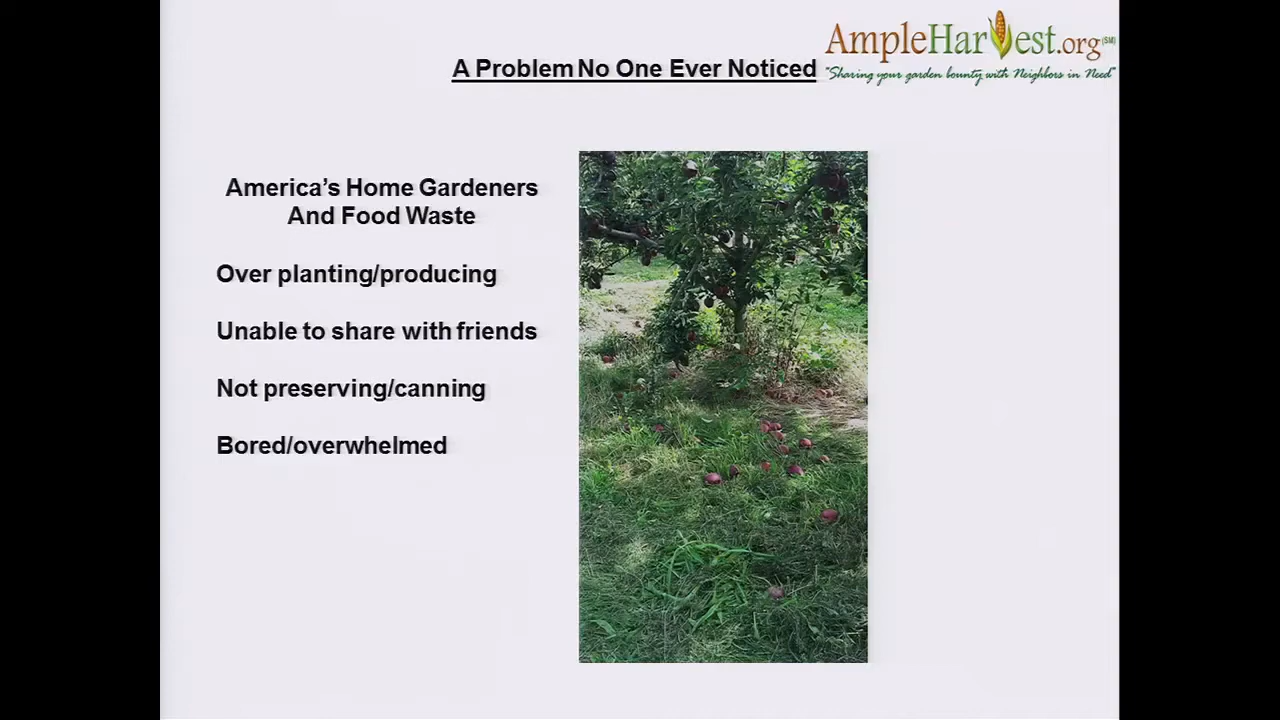 AmpleHarvest.org(SM)
A Problem No One Ever Noticed
"Sharing your garden bounty with Neighbors in Need"
America's Home Gardeners
And Food Waste
Over planting/producing
Unable to share with friends
Not preserving/canning
Bored/overwhelmed